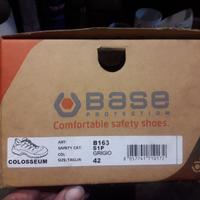 Base
PROTECTION
Comfortable safety shoes.
ART: B163
SAFETY CAT: S1P
COL: GRIGIO
SIZE/TAGLIA: 42
COLOSSEUM